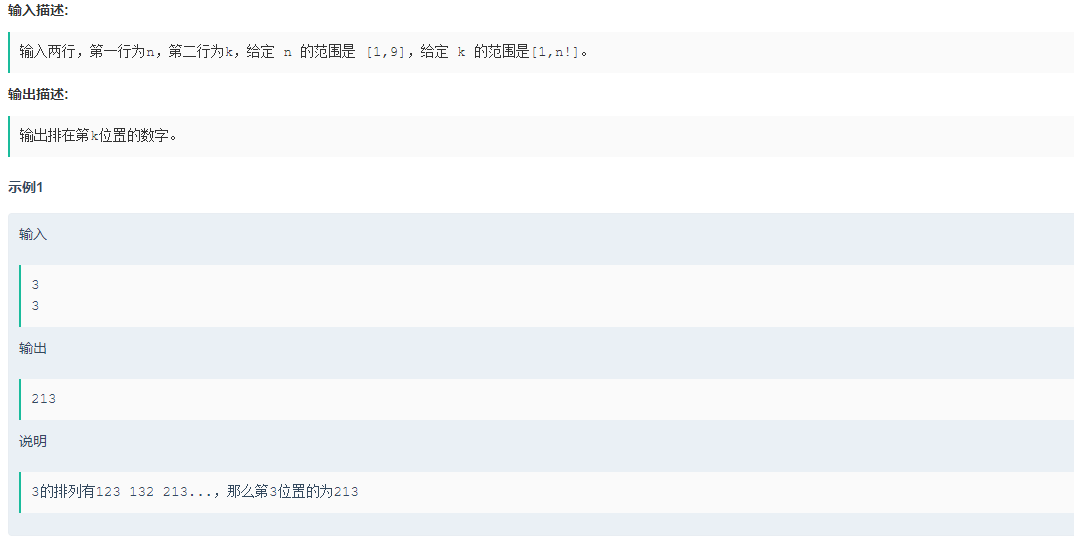 输入描述:
输入两行，第一行为n，第二行为k，给定 n 的范围是 [1,9]，给定 k 的范围是[1,n!]。
输出描述:
输出排在第k位置的数字。
示例1
输入
3
3
输出
213
说明
3的排列有123 132 213...，那么第3位置的为213